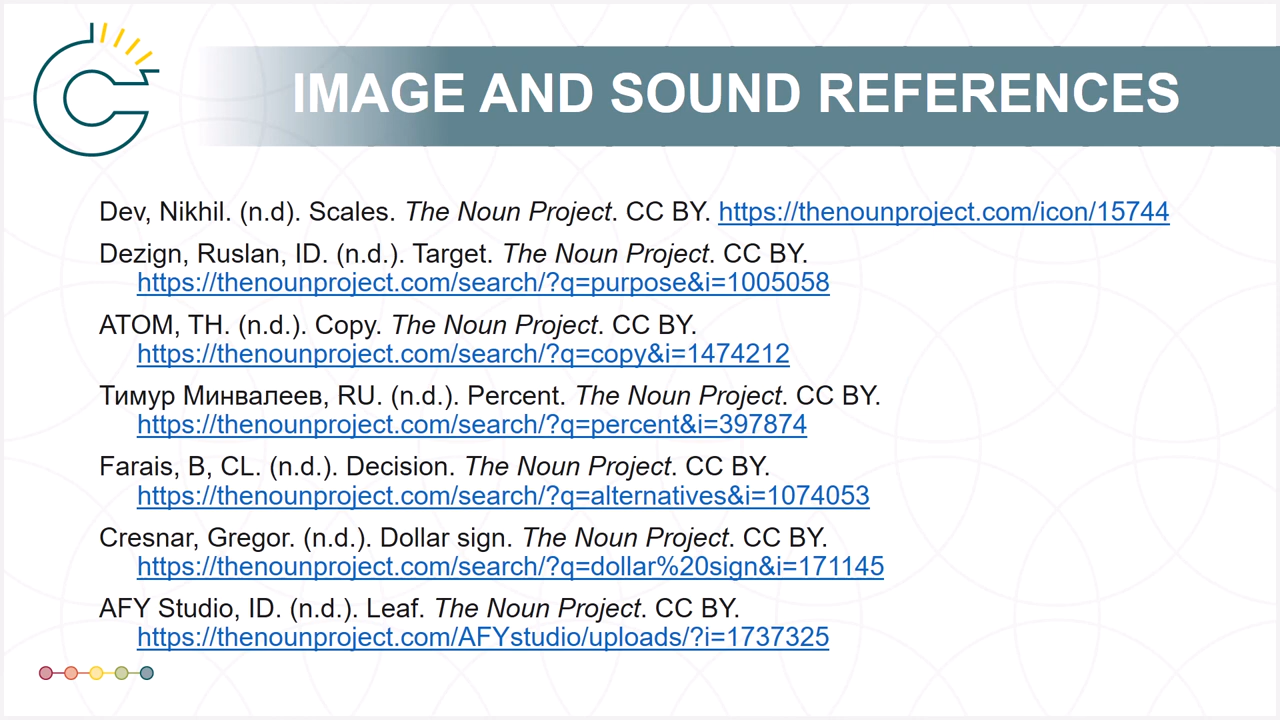 IMAGE AND SOUND REFERENCES
Dev, Nikhil. (n.d). Scales. The Noun Project. CC BY. https://thenounproject.com/icon/15744
Dezign, Ruslan, ID. (n.d.). Target. The Noun Project. CC BY.
https://thenounproject.com/search/?q=purpose&i=1005058
ATOM, TH. (n.d.). Copy. The Noun Project. CC BY.
https://thenounproject.com/search/?q=copy&i=1474212
Тимур Минвалеев, RU. (n.d.). Percent. The Noun Project. CC BY.
https://thenounproject.com/search/?q=percent&i=397874
Farais, B, CL. (n.d.). Decision. The Noun Project. CC BY.
https://thenounproject.com/search/?q=alternatives&i=1074053
Cresnar, Gregor. (n.d.). Dollar sign. The Noun Project. CC BY.
https://thenounproject.com/search/?q=dollar%20sign&i=171145
AFY Studio, ID. (n.d.). Leaf. The Noun Project. CC BY.
https://thenounproject.com/AFYstudio/uploads/?i=1737325